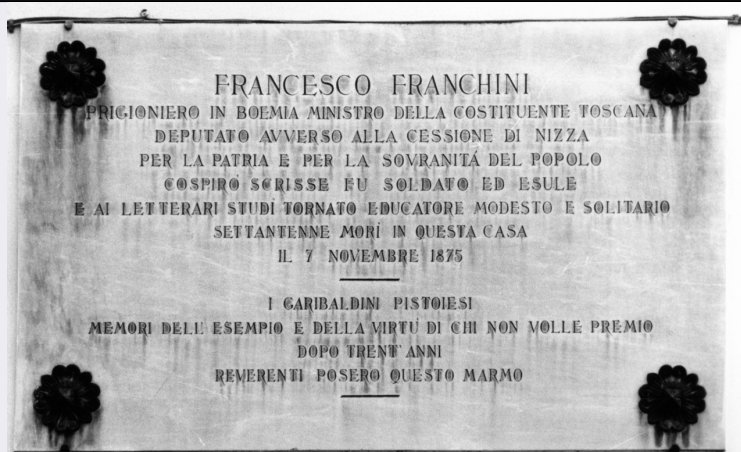 FRANCESCO FRANCHINI
PRIGIONIERO IN BOEMIA MINISTRO DELLA COSTITUENTE TOSCANA
DEPUTATO AVVERSO ALLA CESSIONE DI NIZZA
PER LA PATRIA E PER LA SOVRANITÁ DEL POPOLO
COSPIRÒ SCRISSE FU SOLDATO ED ESULE
E AI LETTERARI STUDÎ TORNATO EDUCATORE MODESTO E SOLITARIO
SETTANTENNE MORÌ IN QUESTA CASA
IL 7 NOVEMBRE 1875
I GARIBALDINI PISTOIESI
MEMORI DELL'ESEMPIO E DELLA VIRTÙ DI CHI NON VOLLE PREMIO
DOPO TRENT'ANNI
REVERENTI POSERO QUESTO MARMO